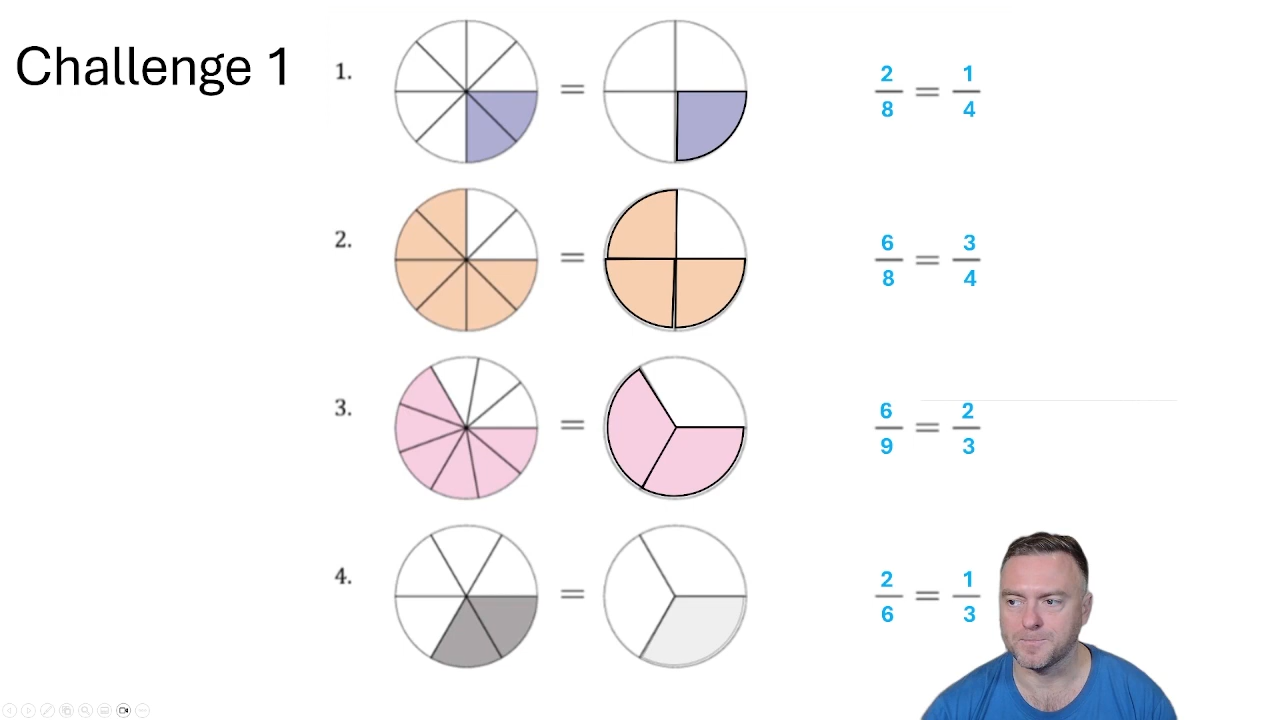 Challenge 1
1.
=
2/8 = 1/4
2.
=
6/8 = 3/4
3.
=
6/9 = 2/3
4.
=
2/6 = 1/3